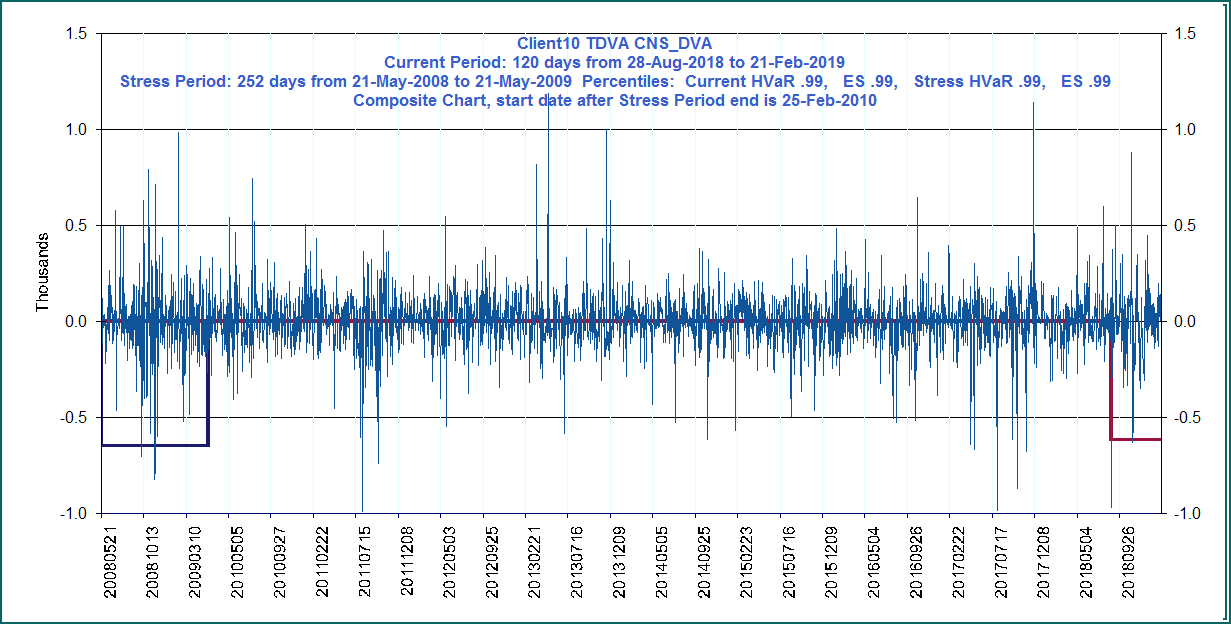 Client10 TDVA CNS_DVA
Current Period: 120 days from 28-Aug-2018 to 21-Feb-2019
Stress Period: 252 days from 21-May-2008 to 21-May-2009  Percentiles:  Current HVaR .99,   ES .99,   Stress HVaR .99,   ES .99
Composite Chart, start date after Stress Period end is 25-Feb-2010
1.5 1.5
1.0 1.0
0.5 0.5
0.0 0.0
-0.5 -0.5
-1.0 -1.0
Thousands
20080521 20081013 20090310 20100505 20100927 20110222 20110715 20111208 20120503 20120925 20130221 20130716 20131209 20140505 20140925 20150223 20150716 20151209 20160504 20160926 20170222 20170717 20171208 20180504 20180926